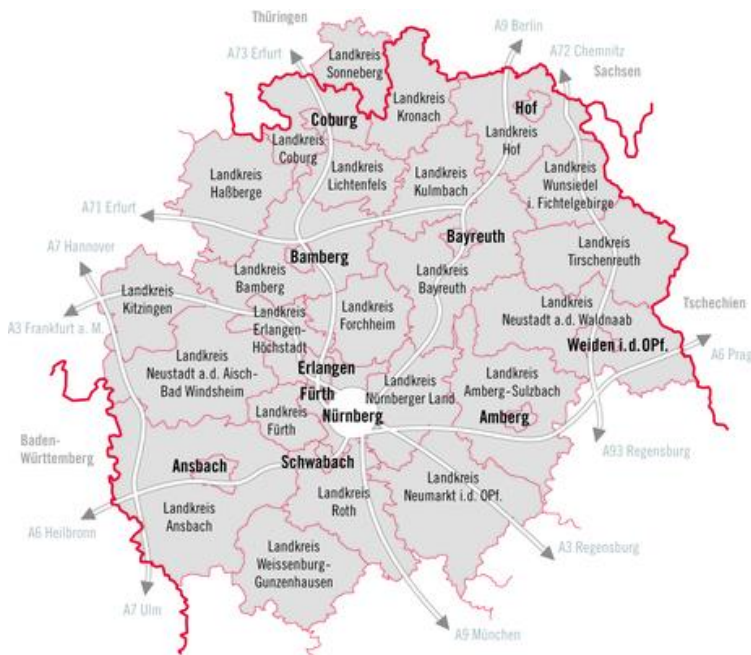 Thüringen
A9 Berlin
A73 Erfurt
A72 Chemnitz
Landkreis
Sonneberg
Sachsen
Landkreis
Kronach
Hof
Coburg
Landkreis
Hof
Landkreis
Coburg
Landkreis
Lichtenfels
Landkreis
Kulmbach
Landkreis
Wunsiedel
i. Fichtelgebirge
Landkreis
Haßberge
A71 Erfurt
A7 Hannover
Bayreuth
Landkreis
Tirschenreuth
Bamberg
Landkreis
Bamberg
Landkreis
Bayreuth
Landkreis
Kitzingen
Landkreis
Forchheim
Landkreis
Neustadt a.d. Waldnaab
Tschechien
A3 Frankfurt a. M.
Landkreis
Erlangen-
Höchstadt
Weiden i.d.OPf.
A6 Prag
Landkreis
Neustadt a.d. Aisch-
Bad Windsheim
Erlangen
Fürth
Nürnberg
Landkreis
Nürnberger Land
Landkreis
Amberg-Sulzbach
Amberg
Landkreis
Fürth
Baden-
Württemberg
A93 Regensburg
Ansbach
Schwabach
Landkreis
Neumarkt i.d. OPf.
Landkreis
Ansbach
Landkreis
Roth
A6 Heilbronn
A3 Regensburg
Landkreis
Weissenburg-
Gunzenhausen
A7 Ulm
A9 München